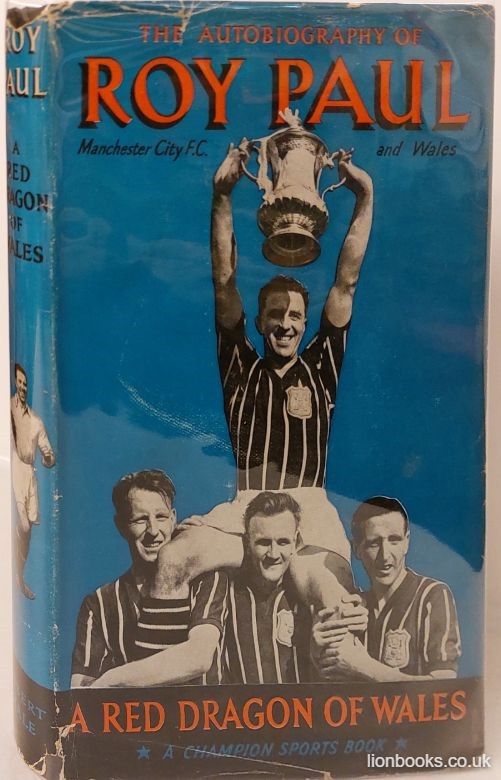 THE AUTOBIOGRAPHY OF
ROY PAUL
Manchester City F.C. and Wales
A RED DRAGON OF WALES
★ A CHAMPION SPORTS BOOK ★
ROY
PAUL
A
RED
DRAGON
OF
WALES
lionbooks.co.uk